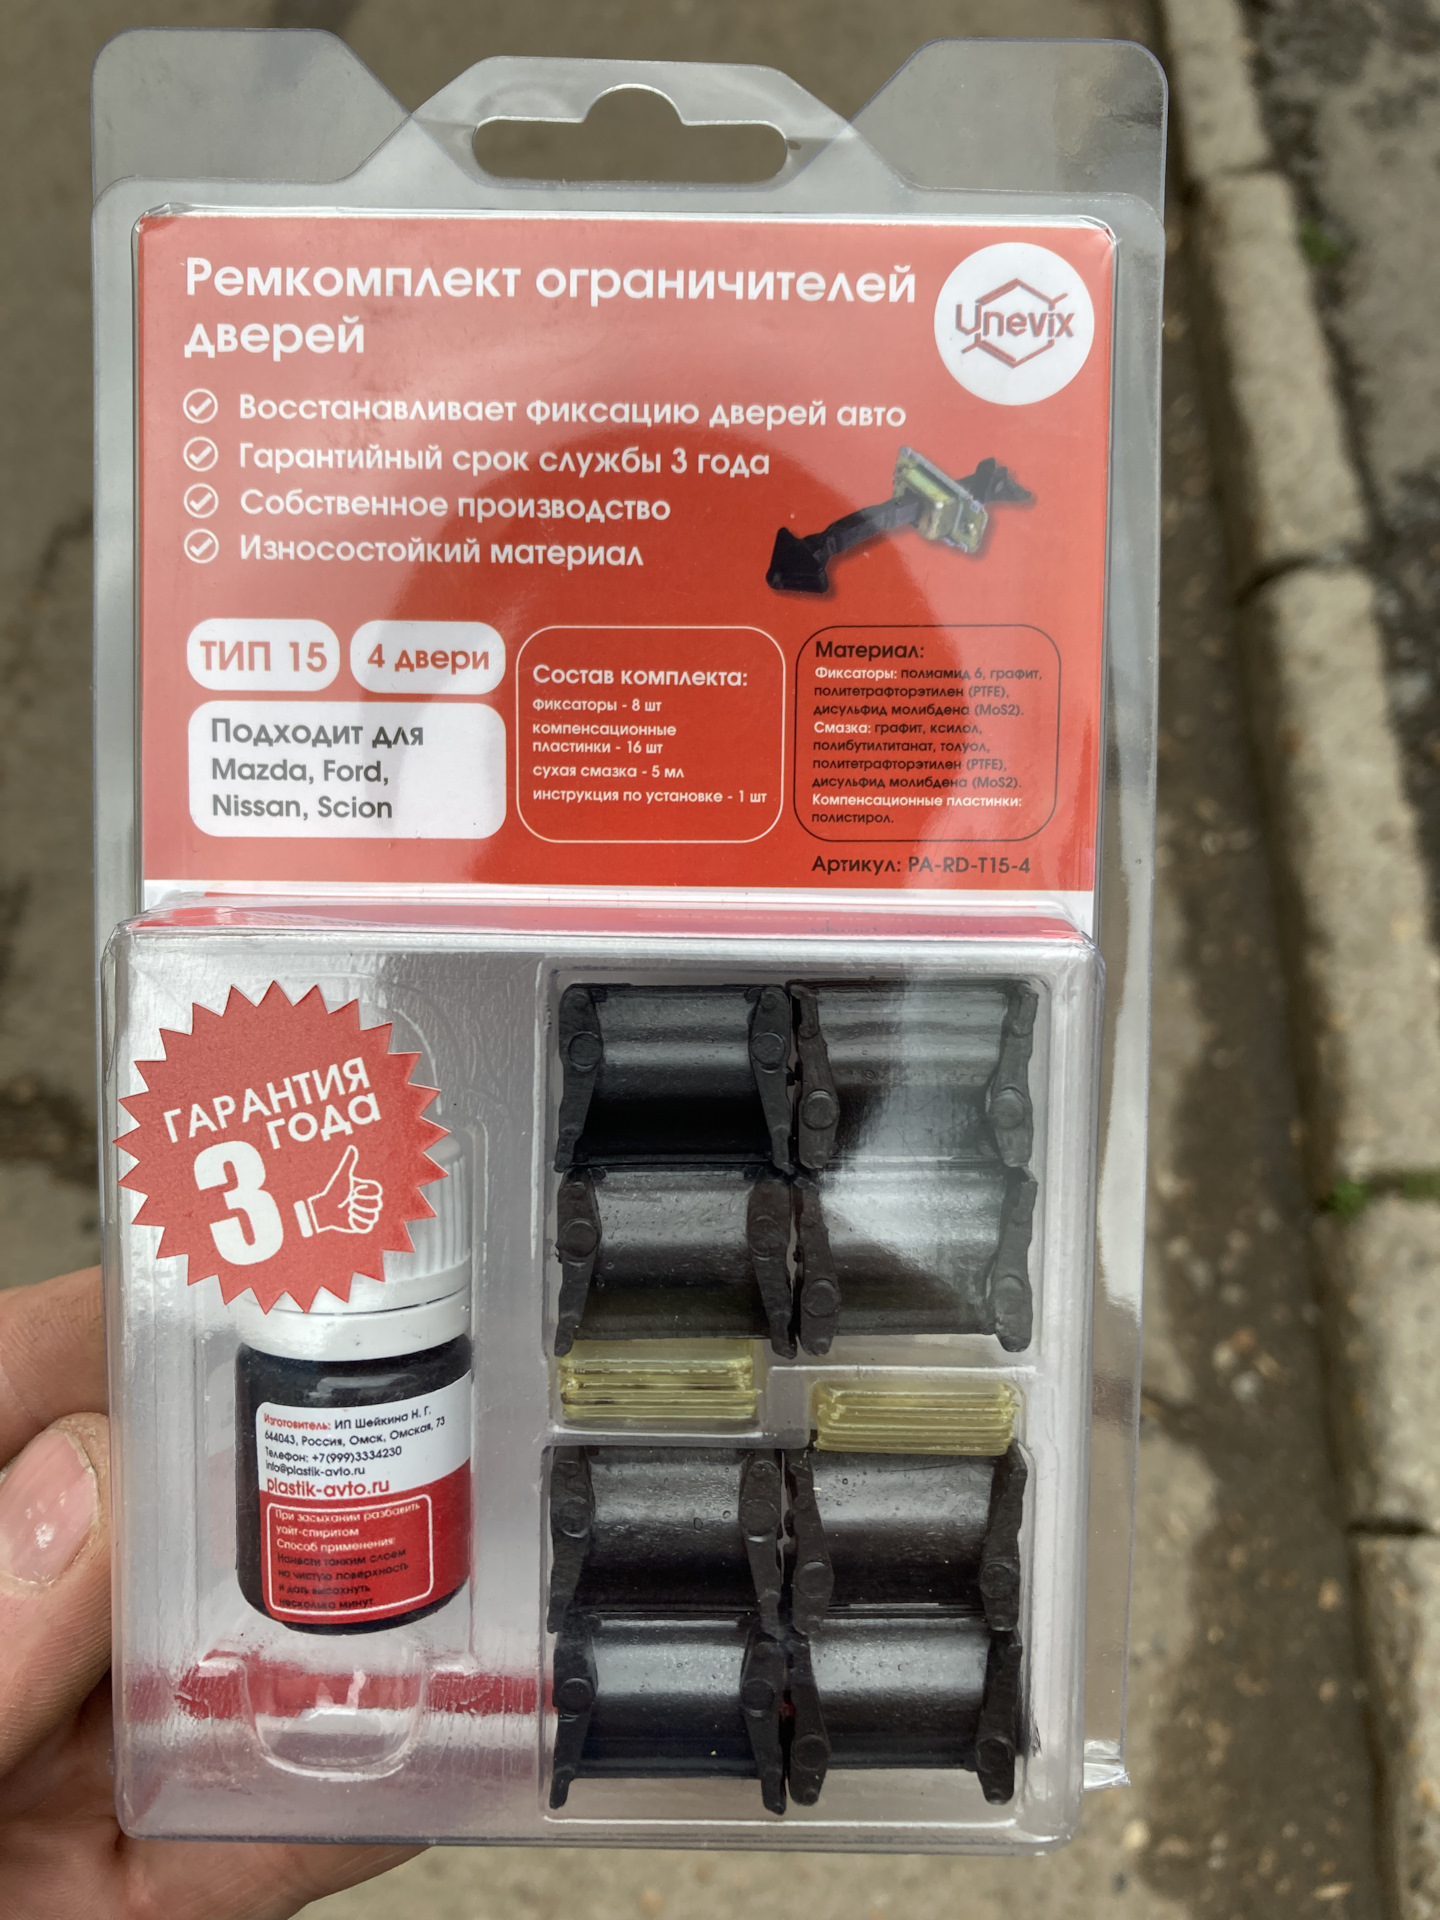 Ремкомплект ограничителей
дверей
Unevix
Восстанавливает фиксацию дверей авто
Гарантийный срок службы 3 года
Собственное производство
Износостойкий материал
ТИП 15
4 двери
Подходит для
Mazda, Ford,
Nissan, Scion
Состав комплекта:
фиксаторы - 8 шт
компенсационные
пластинки - 16 шт
сухая смазка - 5 мл
инструкция по установке - 1 шт
Материал:
Фиксаторы: полиамид 6, графит,
политетрафторэтилен (PTFE),
дисульфид молибдена (MoS2).
Смазка: графит, ксилол,
полибутилтитанат, толуол,
политетрафторэтилен (PTFE),
дисульфид молибдена (MoS2).
Компенсационные пластинки:
полистирол.
Артикул: PA-RD-T15-4
ГАРАНТИЯ
3 года
Изготовитель: ИП Шейкина Н. Г.
644043, Россия, Омск, Омская, 73
Телефон: +7(999)3334230
info@plastik-avto.ru
plastik-avto.ru
При засыхании разбавить
уайт-спиритом
Способ применения:
Нанести тонким слоем
на чистую поверхность
и дать высохнуть
несколько минут.